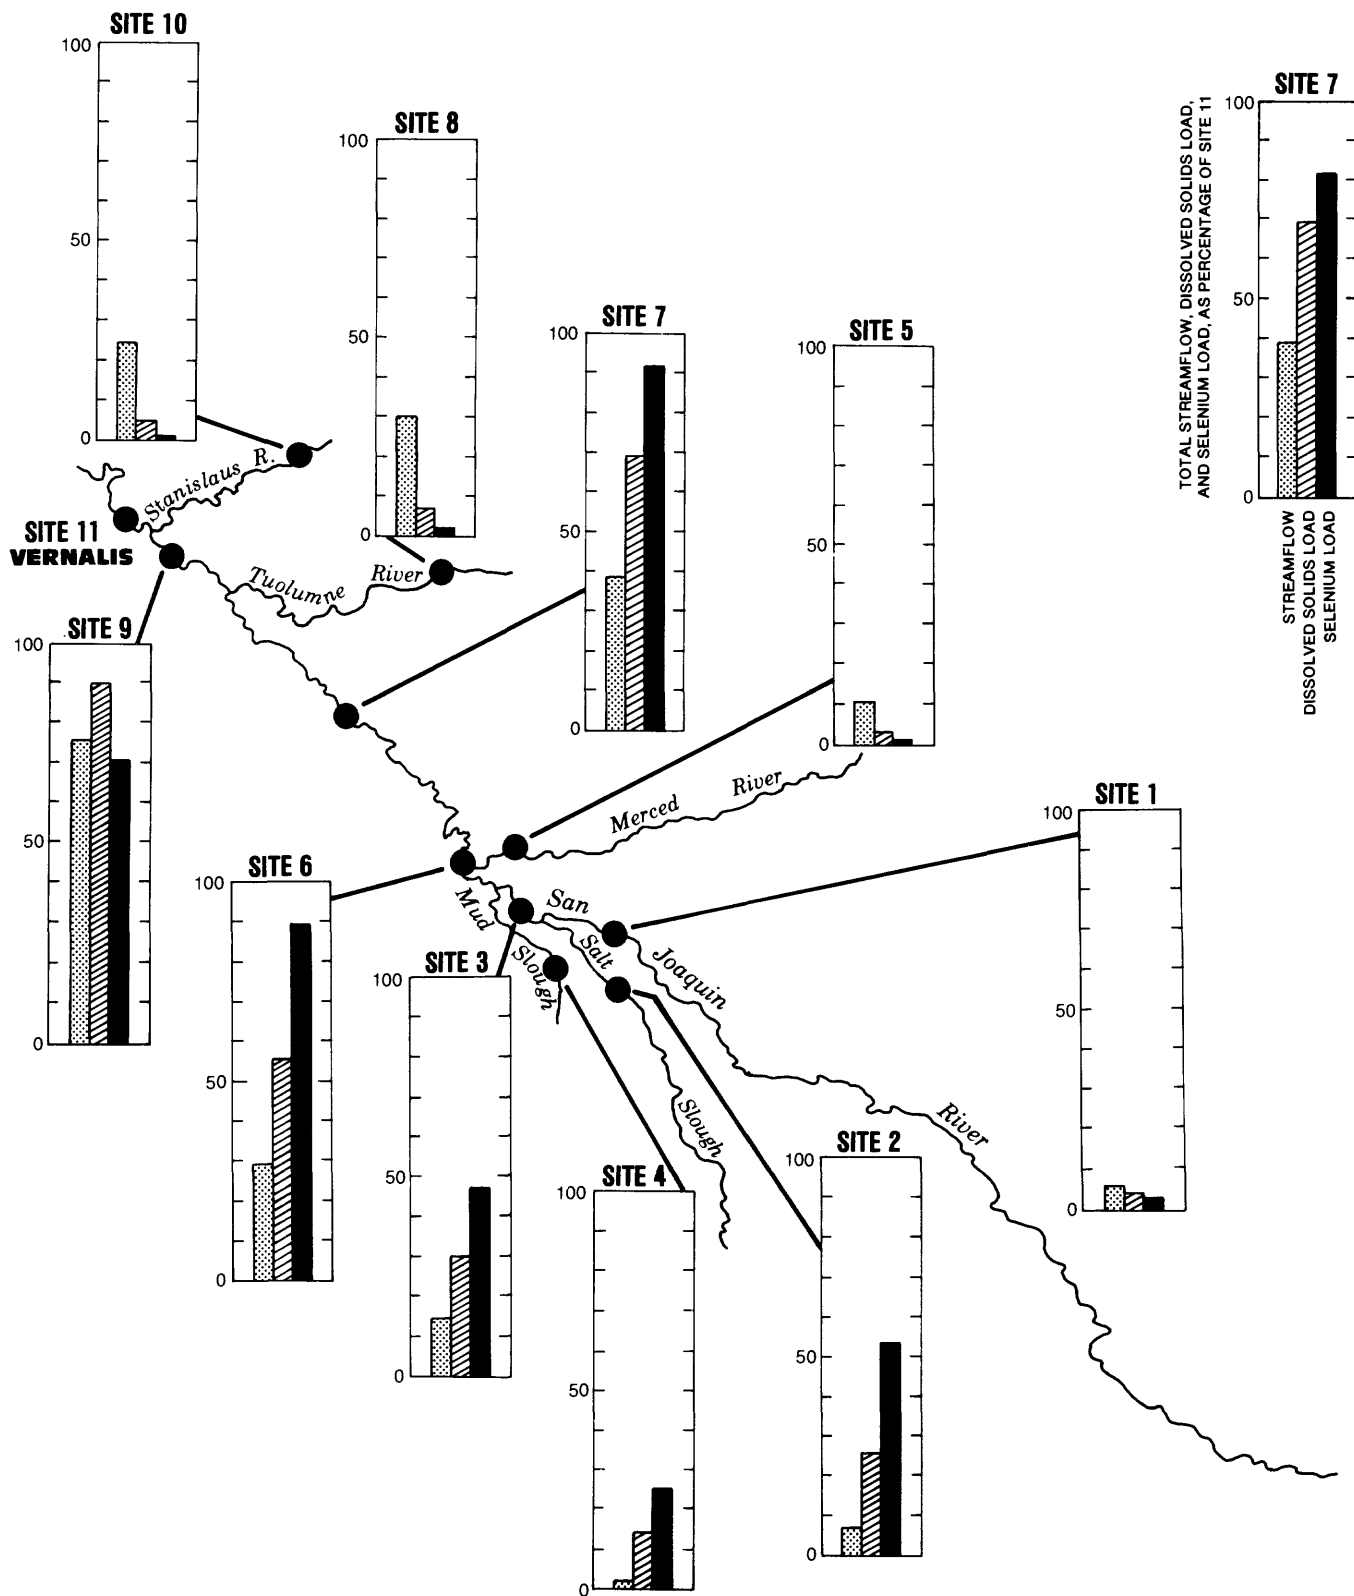 SITE 10
100
50
0
SITE 8
100
50
0
SITE 7
100
50
0
TOTAL STREAMFLOW, DISSOLVED SOLIDS LOAD,
AND SELENIUM LOAD, AS PERCENTAGE OF SITE 11
STREAMFLOW
DISSOLVED SOLIDS LOAD
SELENIUM LOAD
SITE 7
100
50
0
SITE 5
100
50
0
Stanislaus R.
SITE 11
VERNALIS
Tuolumne River
SITE 9
100
50
0
Merced River
SITE 1
100
50
0
SITE 6
100
50
0
Mud Slough
San Joaquin River
Salt Slough
SITE 3
100
50
0
SITE 4
100
50
0
SITE 2
100
50
0